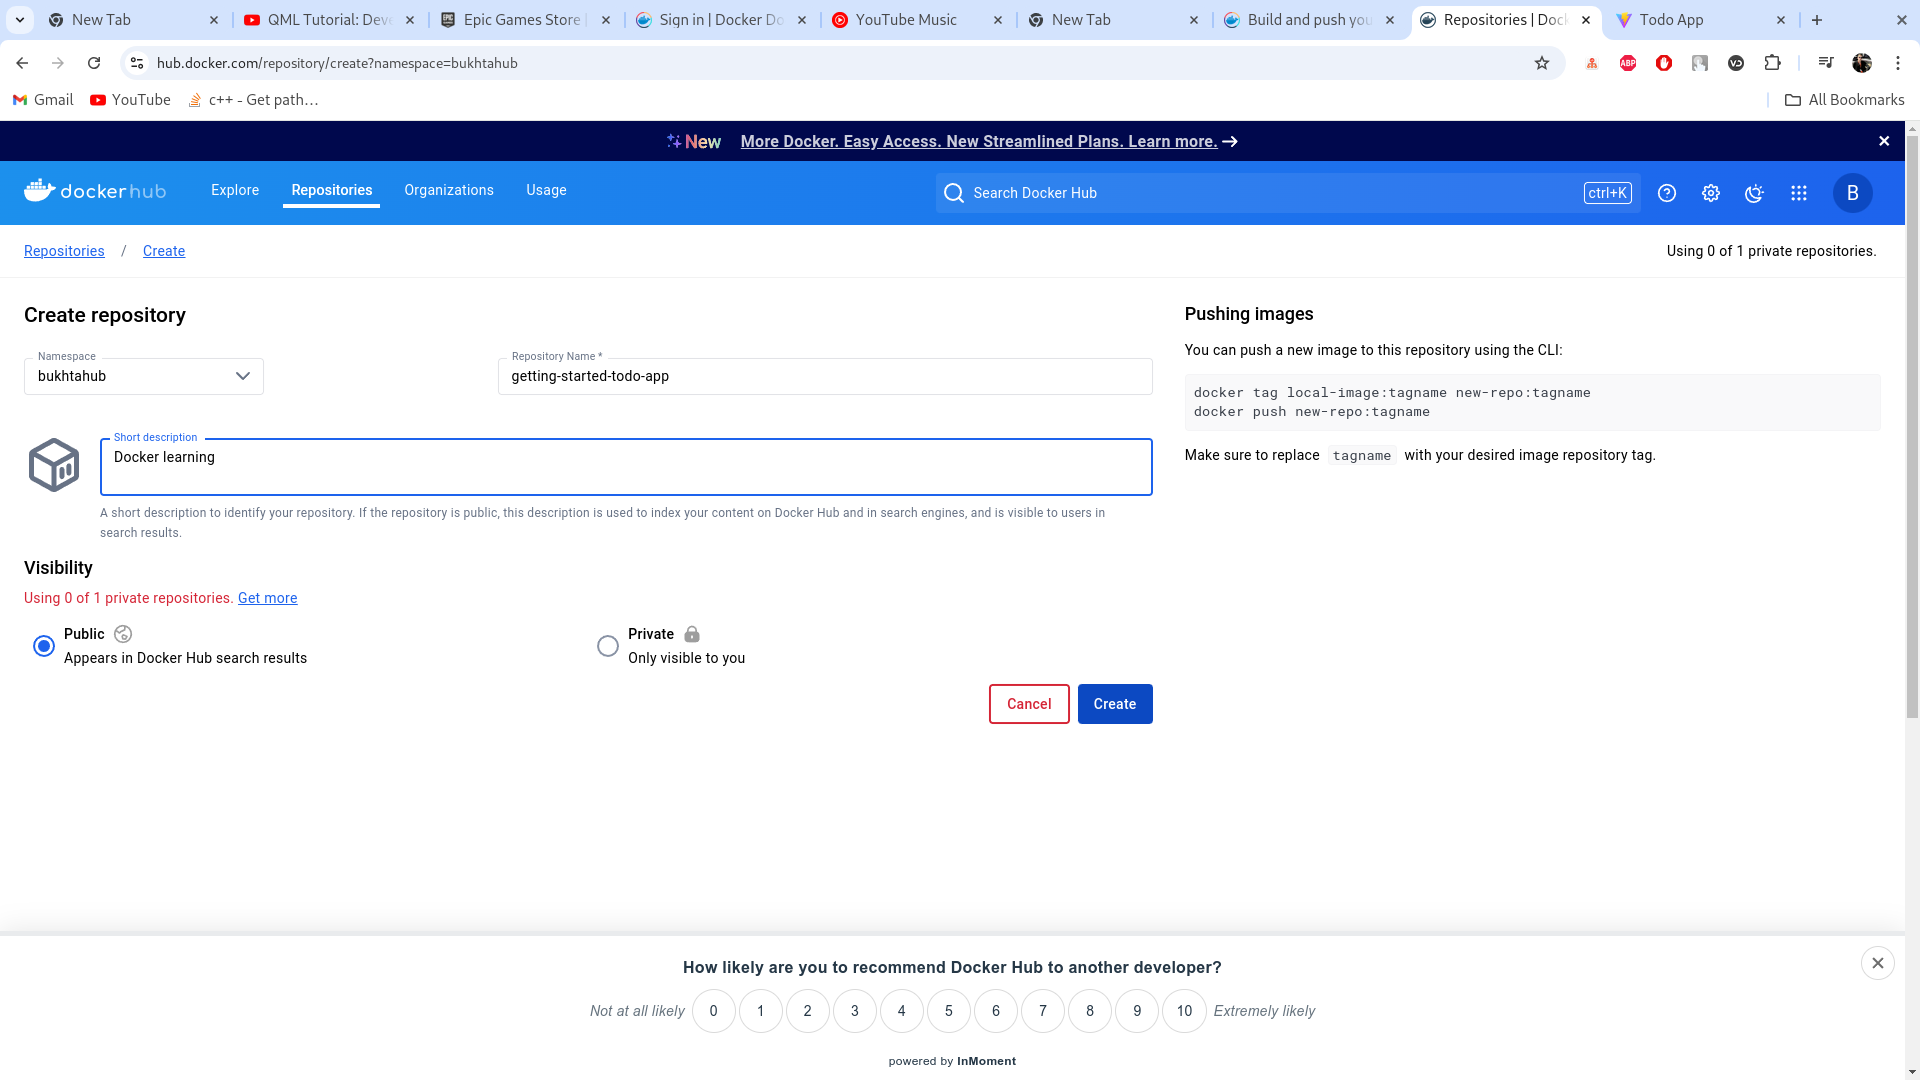 New Tab
QML Tutorial: Deve
Epic Games Store
Sign in | Docker Do
YouTube Music
New Tab
Build and push you
Repositories | Dock
Todo App
hub.docker.com/repository/create?namespace=bukhtahub
ABP
Gmail
YouTube
c++ - Get path…
All Bookmarks
New
More Docker. Easy Access. New Streamlined Plans. Learn more.
dockerhub
Explore
Repositories
Organizations
Usage
Search Docker Hub
ctrl+K
B
Repositories / Create
Using 0 of 1 private repositories.
Create repository
Namespace
bukhtahub
Repository Name *
getting-started-todo-app
Short description
Docker learning
A short description to identify your repository. If the repository is public, this description is used to index your content on Docker Hub and in search engines, and is visible to users in
search results.
Visibility
Using 0 of 1 private repositories. Get more
Public
Appears in Docker Hub search results
Private
Only visible to you
Cancel
Create
Pushing images
You can push a new image to this repository using the CLI:
docker tag local-image:tagname new-repo:tagname
docker push new-repo:tagname
Make sure to replace tagname with your desired image repository tag.
How likely are you to recommend Docker Hub to another developer?
Not at all likely 0 1 2 3 4 5 6 7 8 9 10 Extremely likely
powered by InMoment